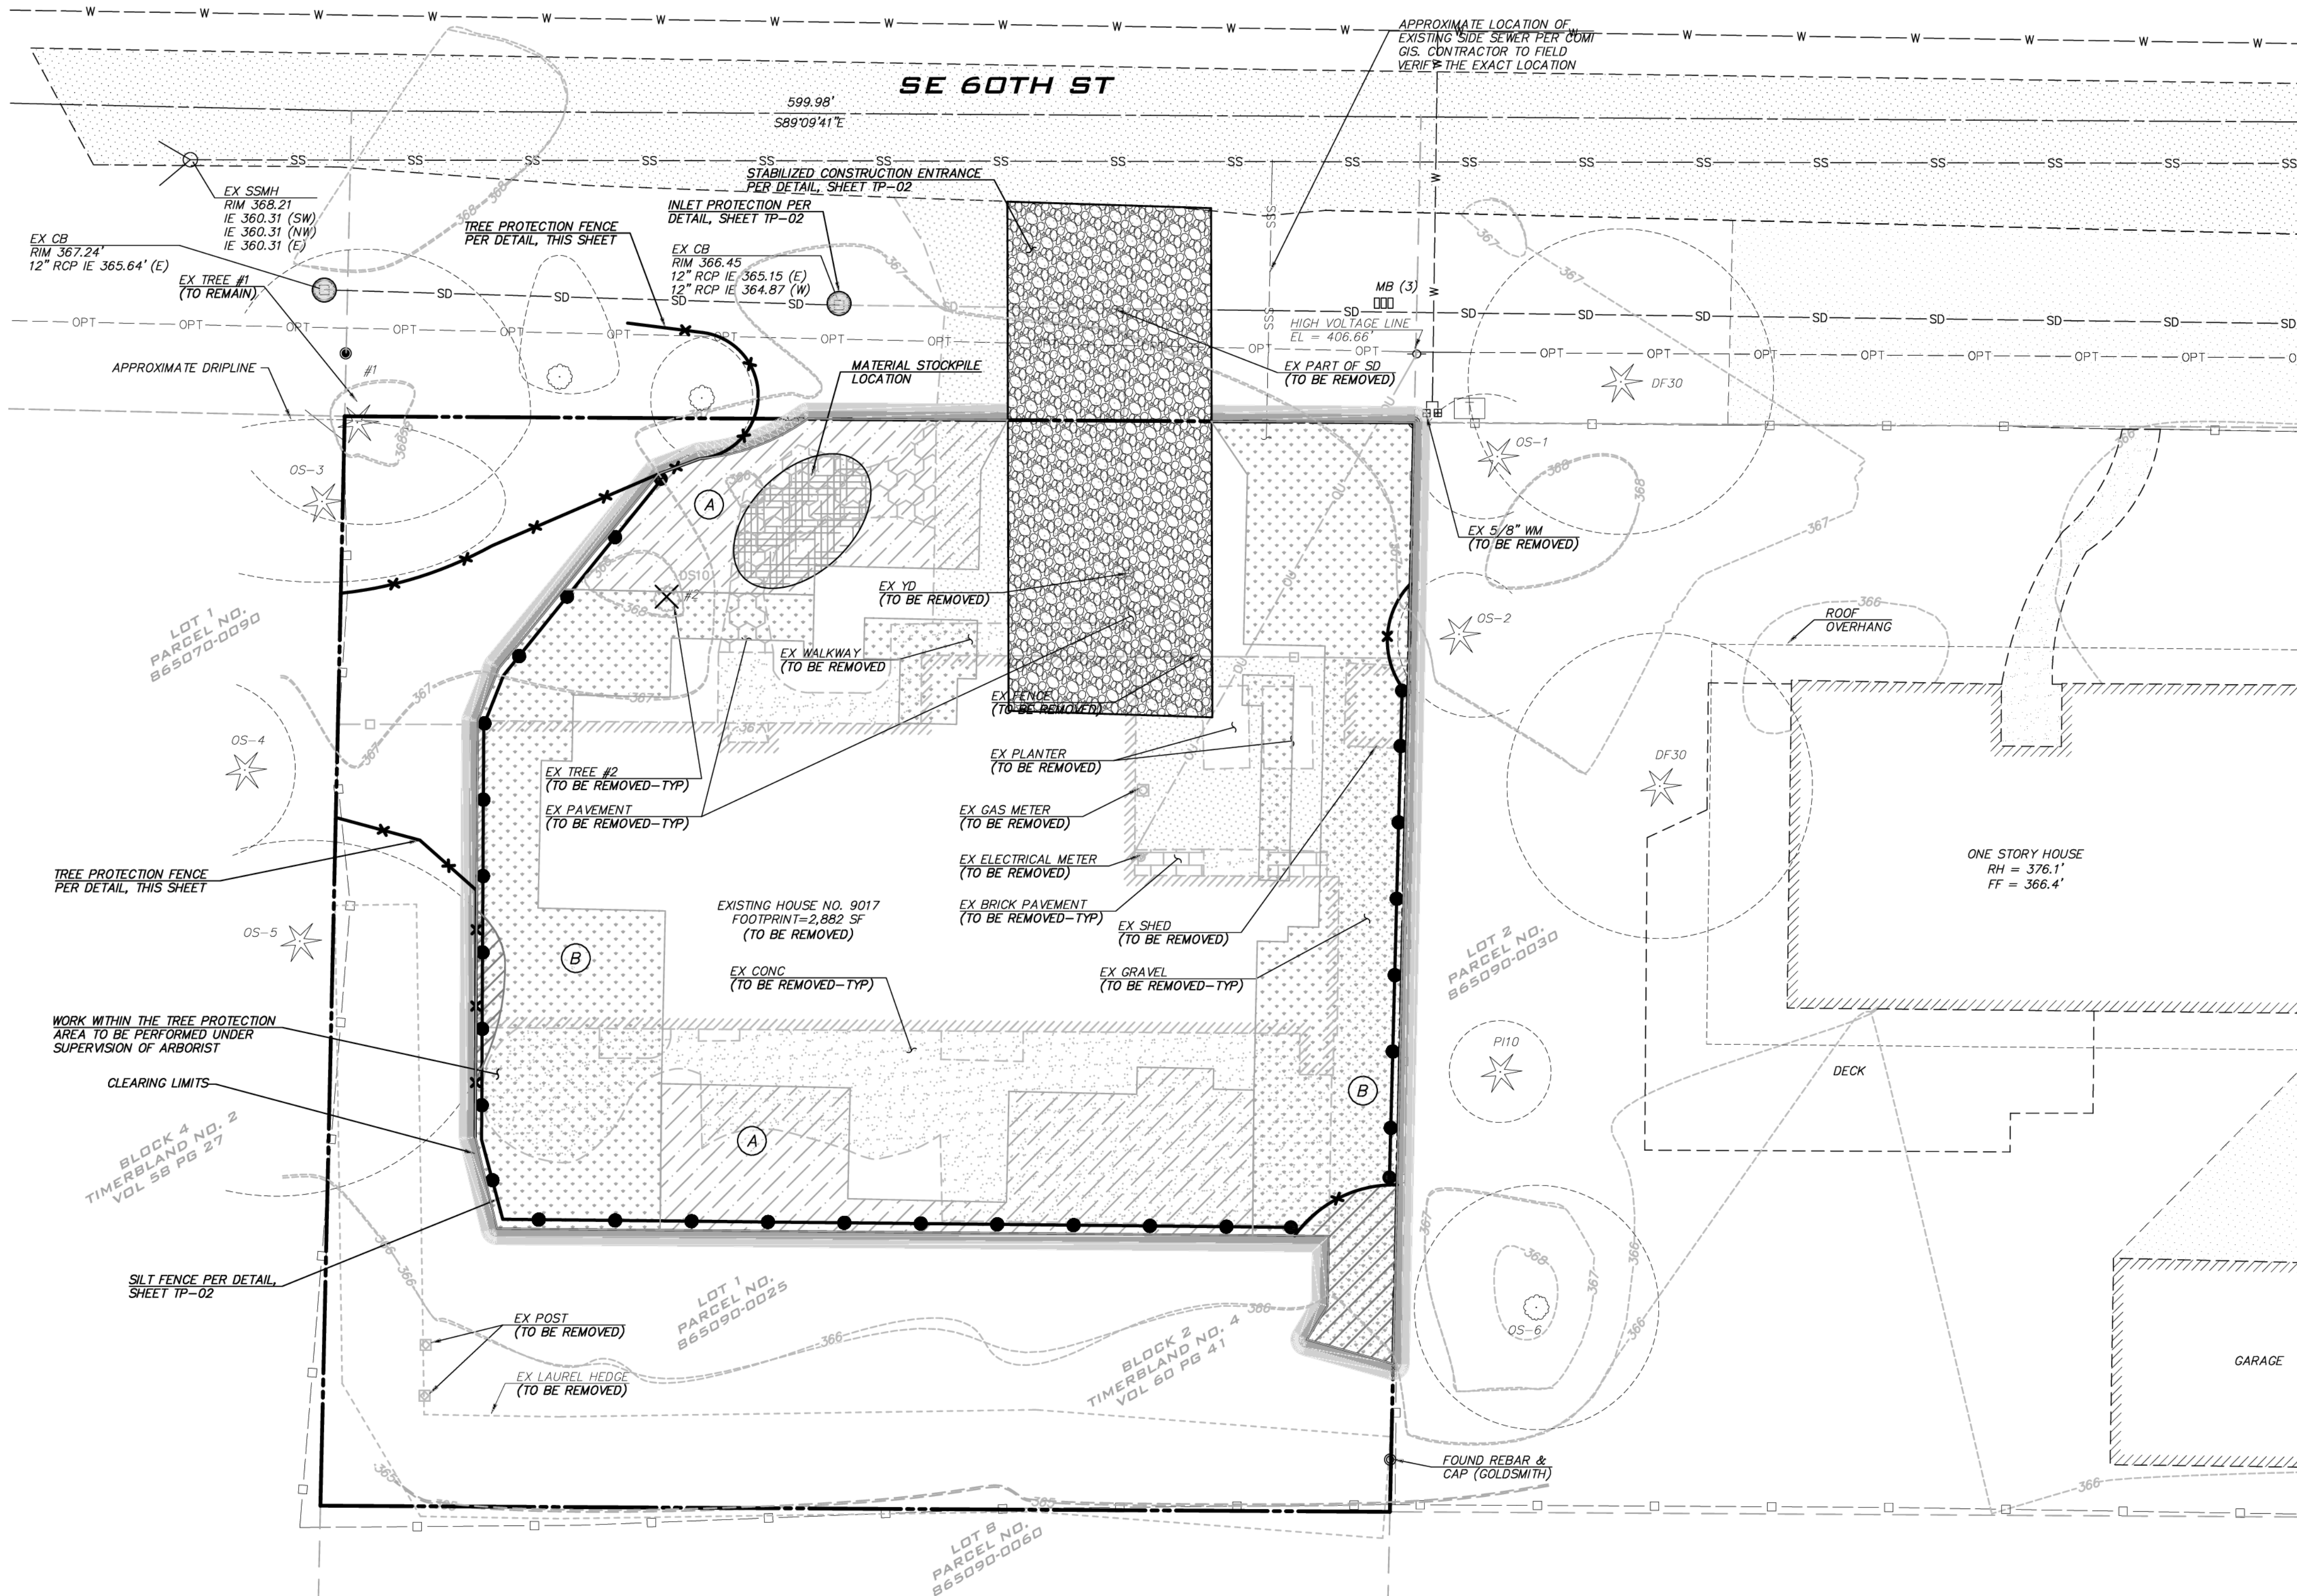 APPROXIMATE LOCATION OF
EXISTING SIDE SEWER PER COMI
GIS. CONTRACTOR TO FIELD
VERIFY THE EXACT LOCATION
SE 60TH ST
599.98'
S89°09'41"E
EX SSMH
RIM 368.21
IE 360.31 (SW)
IE 360.31 (NW)
IE 360.31 (E)
STABILIZED CONSTRUCTION ENTRANCE
PER DETAIL, SHEET TP-02
INLET PROTECTION PER
DETAIL, SHEET TP-02
TREE PROTECTION FENCE
PER DETAIL, THIS SHEET
EX CB
RIM 367.24'
12" RCP IE 365.64' (E)
EX CB
RIM 366.45
12" RCP IE 365.15 (E)
12" RCP IE 364.87 (W)
EX TREE #1
(TO REMAIN)
MB (3)
HIGH VOLTAGE LINE
EL = 406.66'
APPROXIMATE DRIPLINE
#1
MATERIAL STOCKPILE
LOCATION
EX PART OF SD
(TO BE REMOVED)
DF30
OS-3
OS-1
A
EX 5/8" WM
(TO BE REMOVED)
DS10
#2
EX YD
(TO BE REMOVED)
OS-2
LOT 1
PARCEL NO.
865070-0090
ROOF
OVERHANG
EX WALKWAY
(TO BE REMOVED
EX FENCE
(TO BE REMOVED)
OS-4
EX PLANTER
(TO BE REMOVED)
DF30
EX TREE #2
(TO BE REMOVED-TYP)
EX PAVEMENT
(TO BE REMOVED-TYP)
EX GAS METER
(TO BE REMOVED)
TREE PROTECTION FENCE
PER DETAIL, THIS SHEET
EX ELECTRICAL METER
(TO BE REMOVED)
ONE STORY HOUSE
RH = 376.1'
FF = 366.4'
EXISTING HOUSE NO. 9017
FOOTPRINT=2,882 SF
(TO BE REMOVED)
EX BRICK PAVEMENT
(TO BE REMOVED-TYP)
EX SHED
(TO BE REMOVED)
OS-5
B
EX CONC
(TO BE REMOVED-TYP)
EX GRAVEL
(TO BE REMOVED-TYP)
LOT 2
PARCEL NO.
865090-0030
WORK WITHIN THE TREE PROTECTION
AREA TO BE PERFORMED UNDER
SUPERVISION OF ARBORIST
PI10
DECK
CLEARING LIMITS
B
A
BLOCK 4
TIMERBLAND NO. 2
VOL 58 PG 27
SILT FENCE PER DETAIL,
SHEET TP-02
LOT 1
PARCEL NO.
865090-0025
EX POST
(TO BE REMOVED)
BLOCK 2
TIMERBLAND NO. 4
VOL 60 PG 41
OS-6
GARAGE
EX LAUREL HEDGE
(TO BE REMOVED)
FOUND REBAR &
CAP (GOLDSMITH)
LOT 8
PARCEL NO.
865090-0060